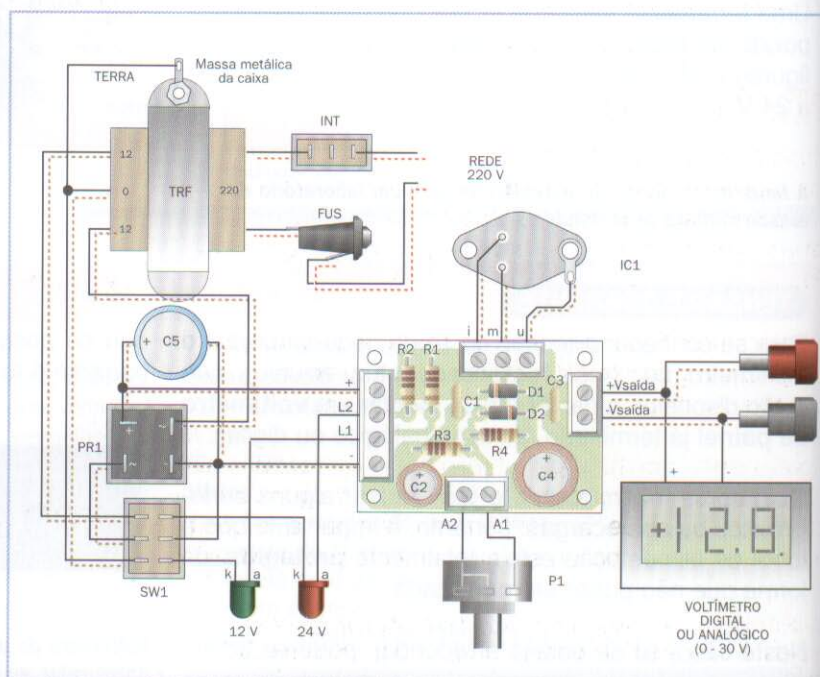 TERRA
Massa metálica
da caixa
INT
12
0
12
TRF
220
FUS
REDE
220 V
IC1
i m u
+ C5
R2 R1
+
L2
L1
-
C1
D1
D2
C3
R3
R4
C2
C4
+Vsaída
-Vsaída
+
PR1
+ ~
- ~
A2 A1
+12.8.
SW1
k a
k a
12 V
24 V
P1
VOLTÍMETRO
DIGITAL
OU ANALÓGICO
(0 - 30 V)